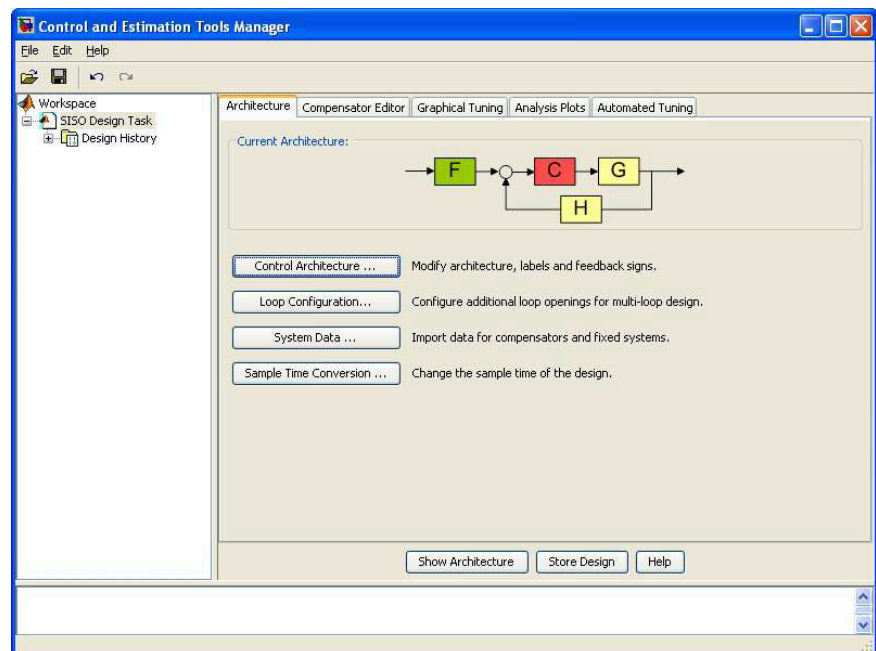 Control and Estimation Tools Manager
File Edit Help
Workspace
SISO Design Task
Design History
Architecture Compensator Editor Graphical Tuning Analysis Plots Automated Tuning
Current Architecture:
F C G
H
Control Architecture ... Modify architecture, labels and feedback signs.
Loop Configuration... Configure additional loop openings for multi-loop design.
System Data ... Import data for compensators and fixed systems.
Sample Time Conversion ... Change the sample time of the design.
Show Architecture Store Design Help